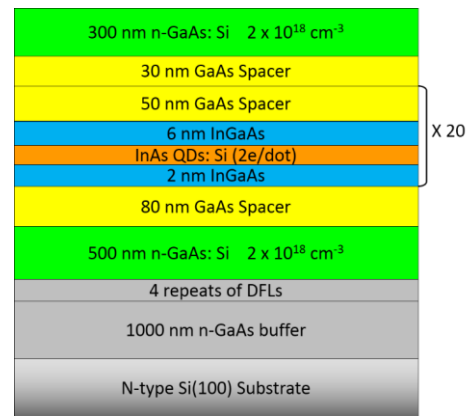 300 nm n-GaAs: Si 2 x 10¹⁸ cm⁻³
30 nm GaAs Spacer
50 nm GaAs Spacer
6 nm InGaAs
X 20
InAs QDs: Si (2e/dot)
2 nm InGaAs
80 nm GaAs Spacer
500 nm n-GaAs: Si 2 x 10¹⁸ cm⁻³
4 repeats of DFLs
1000 nm n-GaAs buffer
N-type Si(100) Substrate